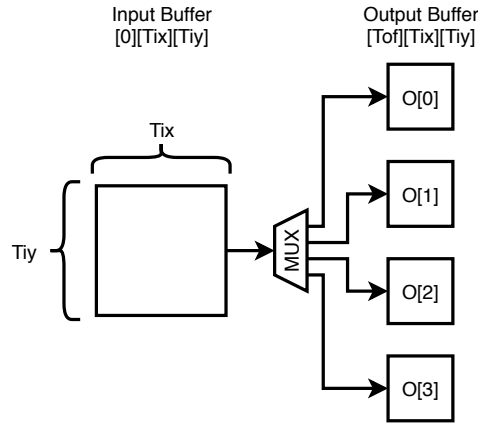 Input Buffer
[0][Tix][Tiy]
Output Buffer
[Tof][Tix][Tiy]
Tix
Tiy
MUX
O[0]
O[1]
O[2]
O[3]